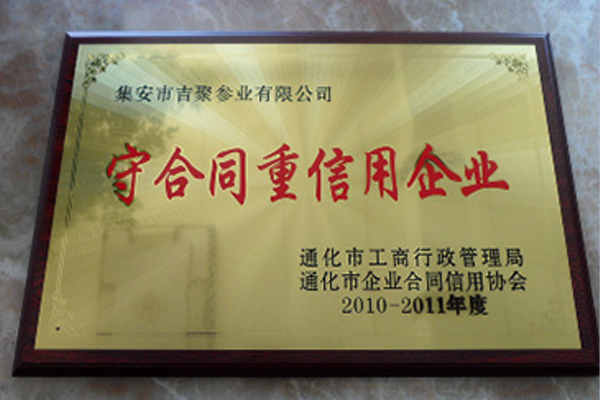 集安市吉聚参业有限公司
守合同重信用企业
通化市工商行政管理局
通化市企业合同信用协会
2010-2011年度